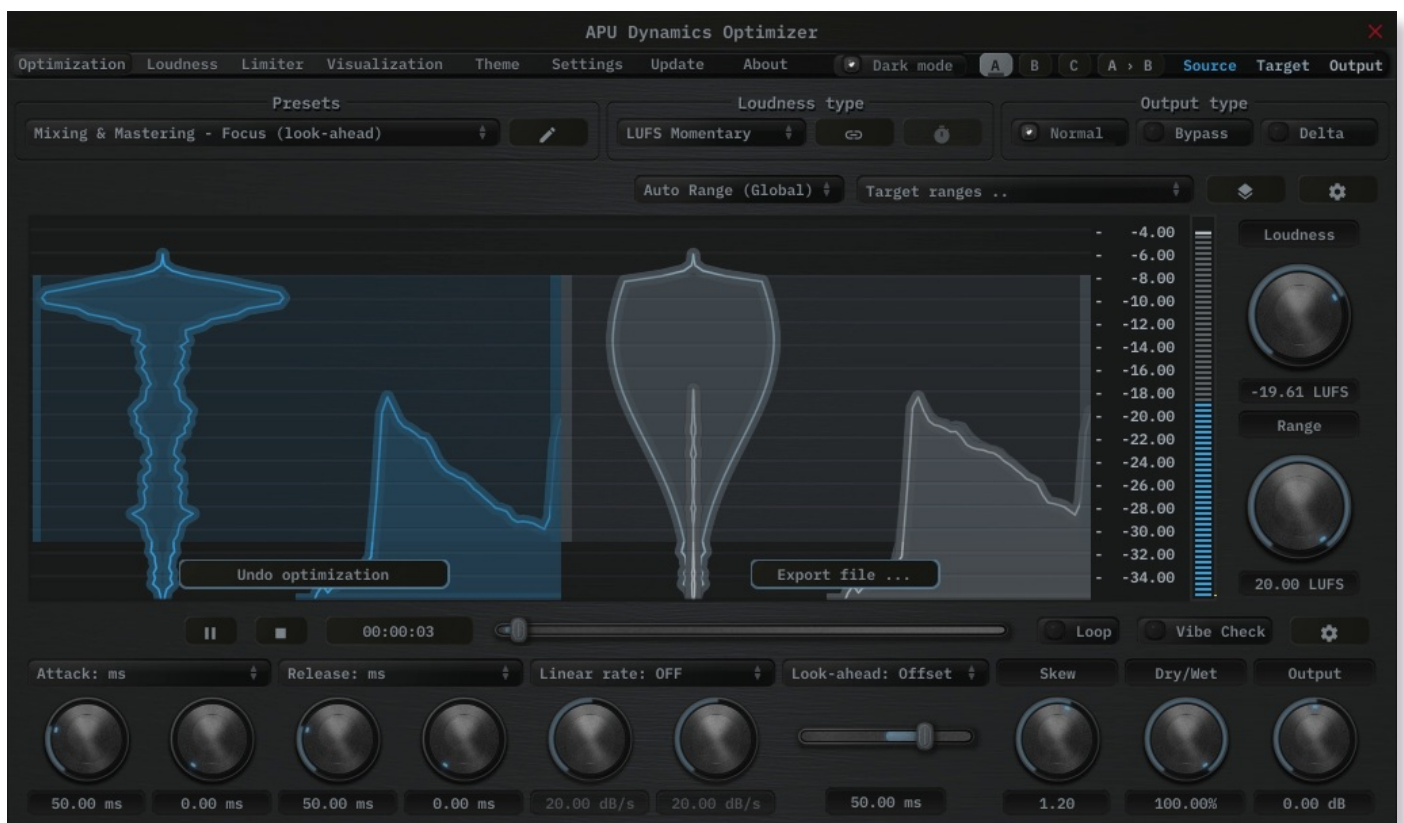 APU Dynamics Optimizer
Optimization Loudness Limiter Visualization Theme Settings Update About Dark mode A B C A › B Source Target Output
Presets Loudness type Output type
Mixing & Mastering - Focus (look-ahead) LUFS Momentary Normal Bypass Delta
Auto Range (Global) Target ranges ..
- -4.00 Loudness
- -6.00
- -8.00
- -10.00
- -12.00
- -14.00
- -16.00
- -18.00 -19.61 LUFS
- -20.00 Range
- -22.00
- -24.00
- -26.00
- -28.00
- -30.00
- -32.00
- -34.00
Undo optimization Export file ... 20.00 LUFS
00:00:03 Loop Vibe Check
Attack: ms Release: ms Linear rate: OFF Look-ahead: Offset Skew Dry/Wet Output
50.00 ms 0.00 ms 50.00 ms 0.00 ms 20.00 dB/s 20.00 dB/s 50.00 ms 1.20 100.00% 0.00 dB